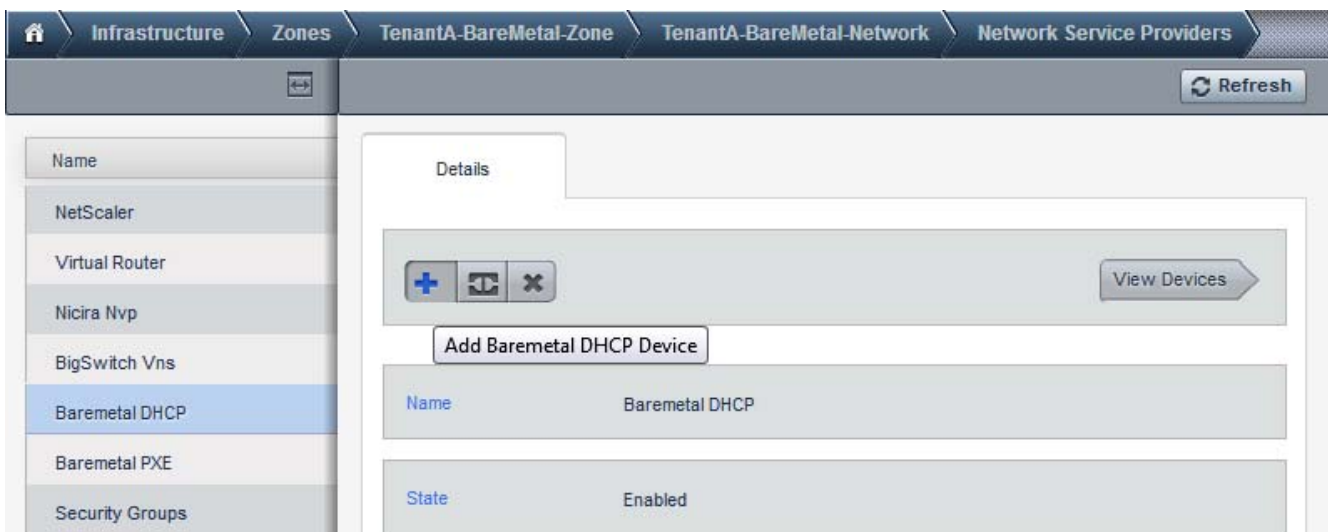 Infrastructure Zones TenantA-BareMetal-Zone TenantA-BareMetal-Network Network Service Providers
Refresh
Name
NetScaler
Virtual Router
Nicira Nvp
BigSwitch Vns
Baremetal DHCP
Baremetal PXE
Security Groups
Details
View Devices
Add Baremetal DHCP Device
Name Baremetal DHCP
State Enabled